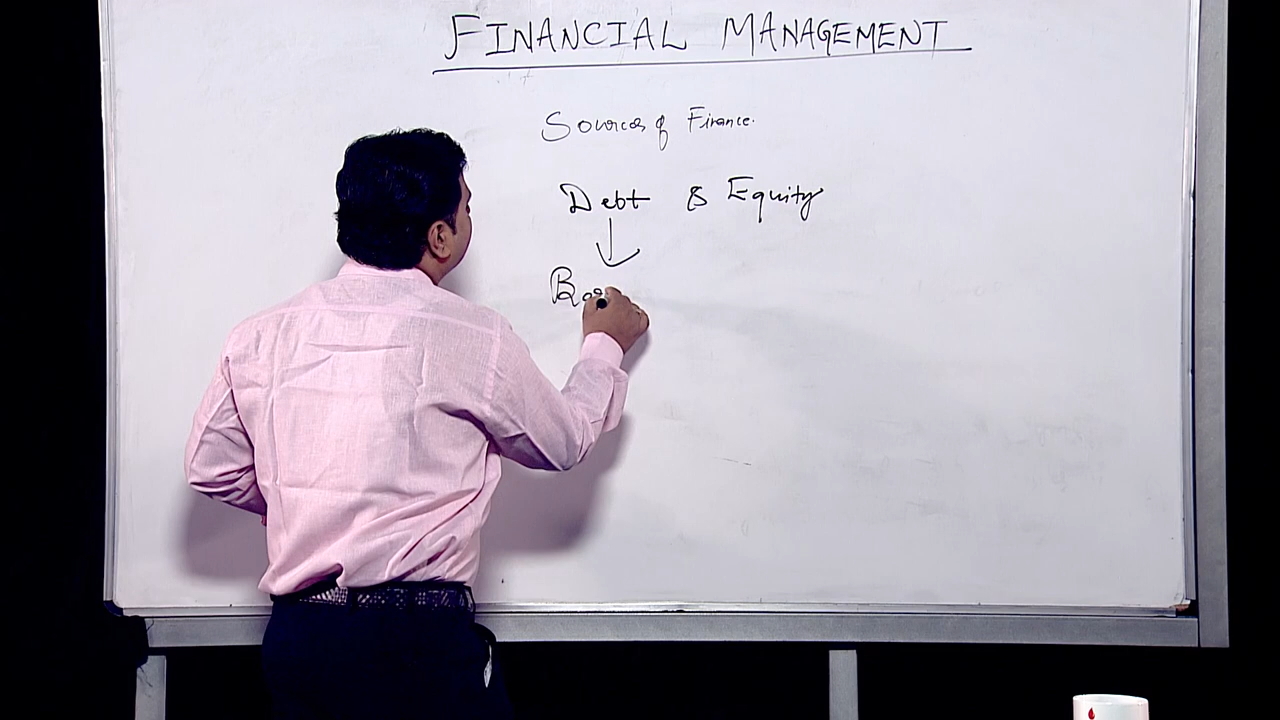 FINANCIAL MANAGEMENT
Sources of Finance.
Debt & Equity